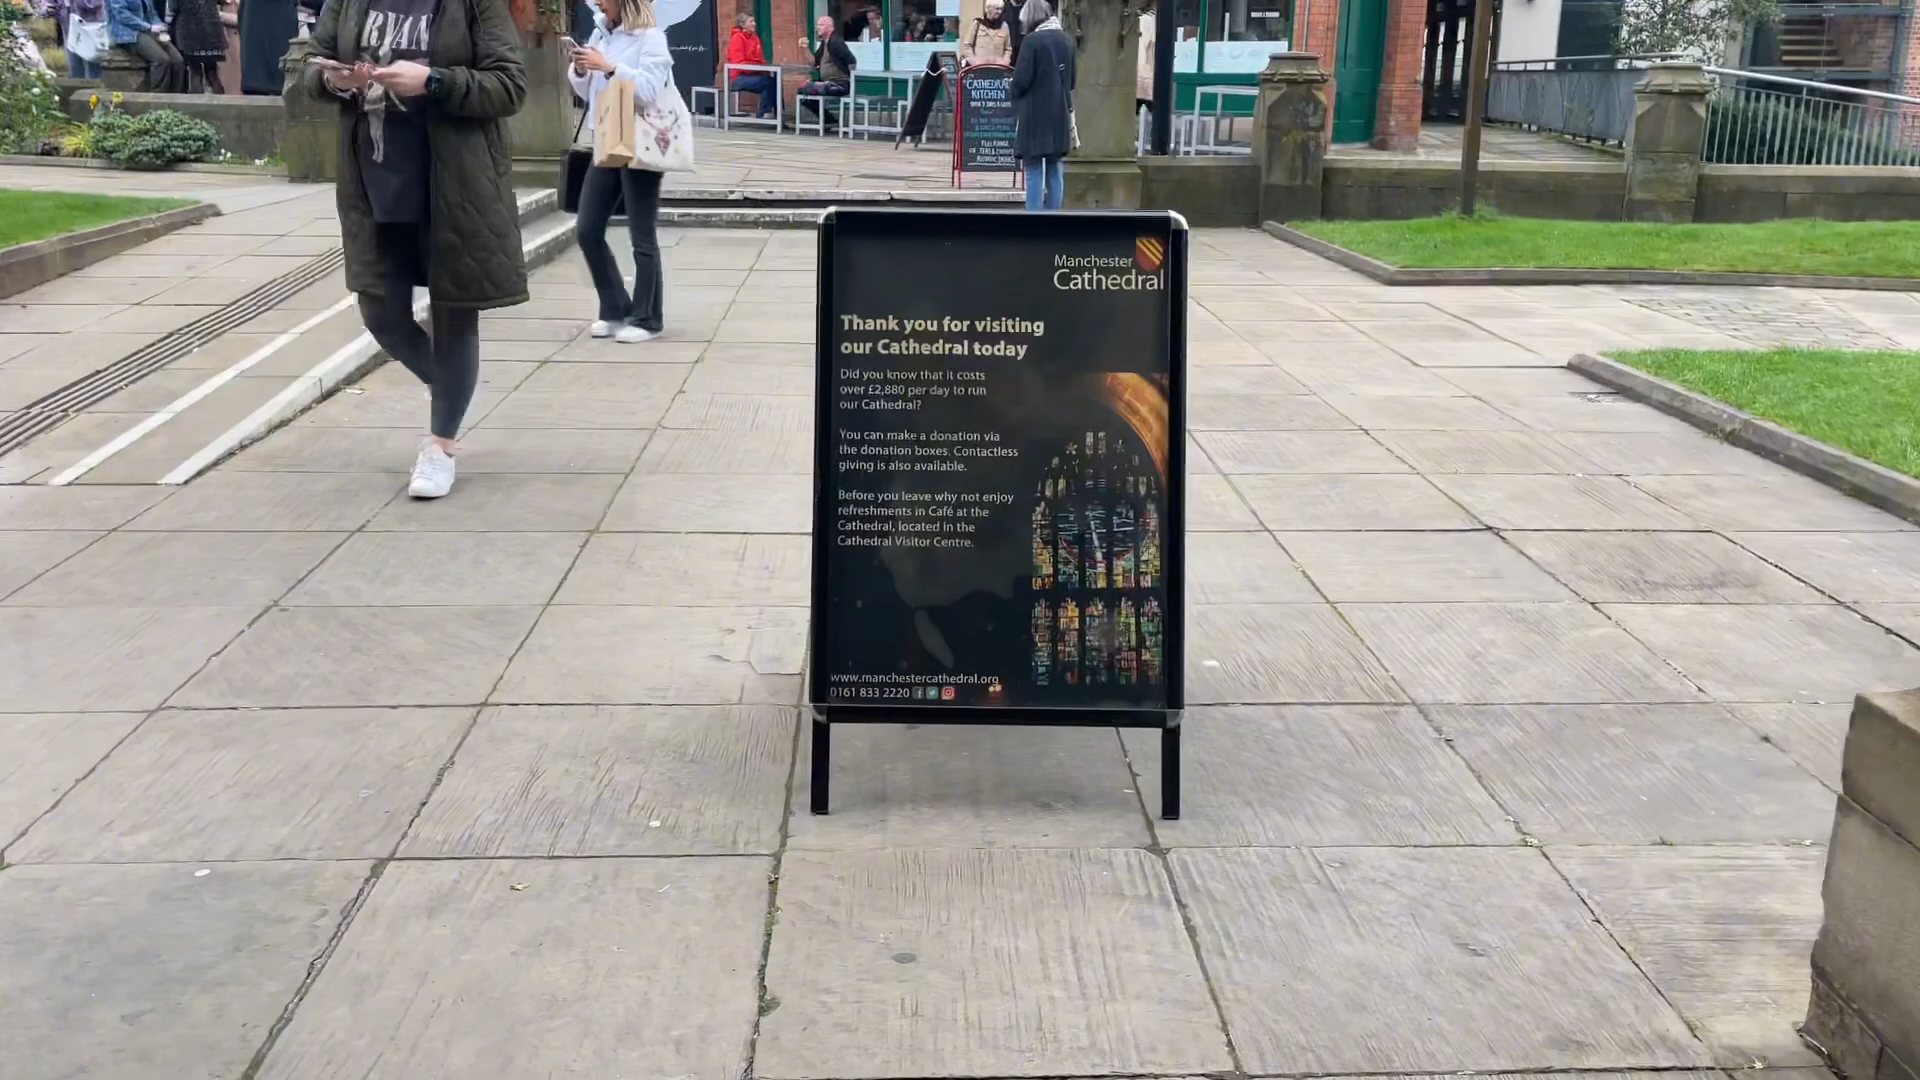 RYAN
CATHEDRAL
KITCHEN
Manchester
Cathedral
Thank you for visiting
our Cathedral today
Did you know that it costs
over £2,880 per day to run
our Cathedral?
You can make a donation via
the donation boxes. Contactless
giving is also available.
Before you leave why not enjoy
refreshments in Café at the
Cathedral, located in the
Cathedral Visitor Centre.
www.manchestercathedral.org
0161 833 2220